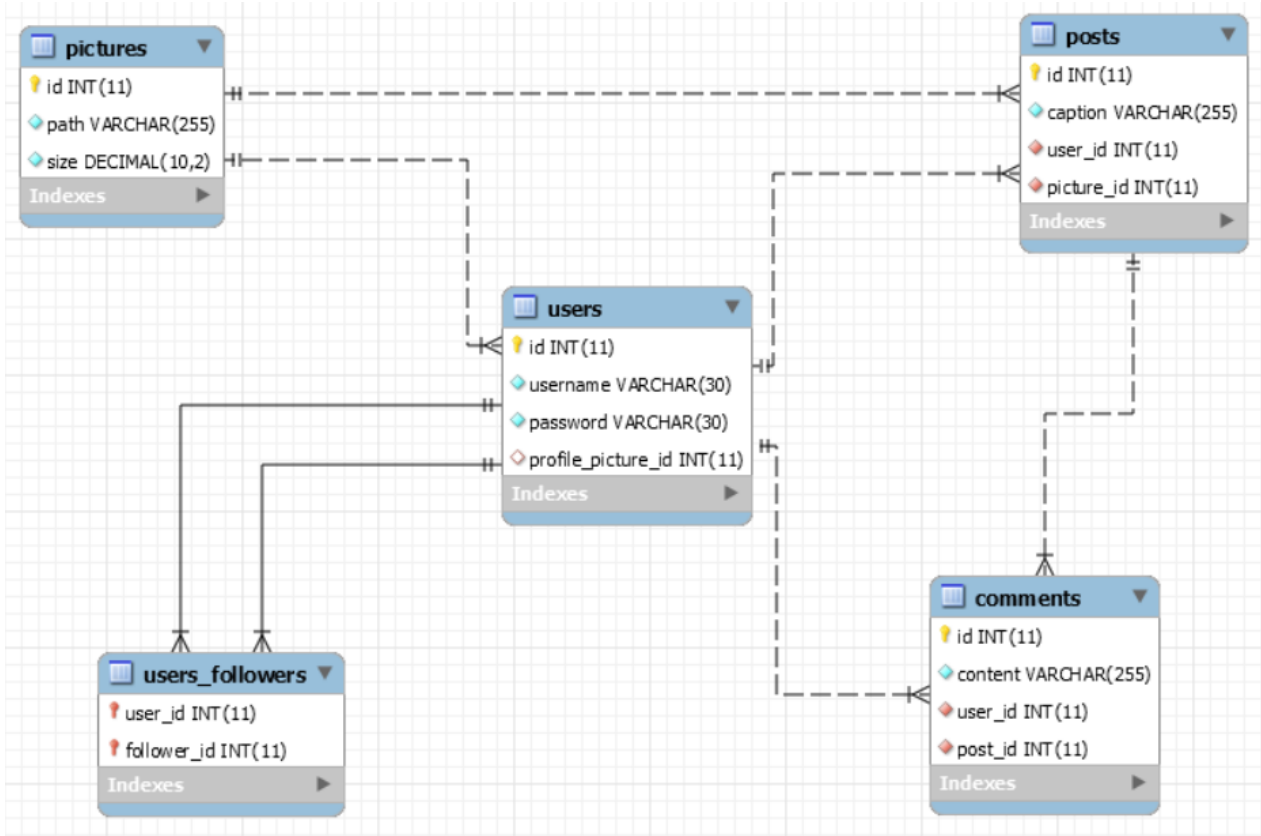 pictures
id INT(11)
path VARCHAR(255)
size DECIMAL(10,2)
Indexes
posts
id INT(11)
caption VARCHAR(255)
user_id INT(11)
picture_id INT(11)
Indexes
users
id INT(11)
username VARCHAR(30)
password VARCHAR(30)
profile_picture_id INT(11)
Indexes
users_followers
user_id INT(11)
follower_id INT(11)
Indexes
comments
id INT(11)
content VARCHAR(255)
user_id INT(11)
post_id INT(11)
Indexes